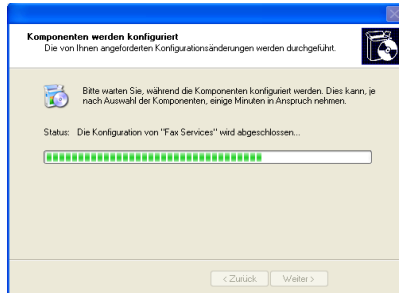 Komponenten werden konfiguriert
Die von Ihnen angeforderten Konfigurationsänderungen werden durchgeführt.
Bitte warten Sie, während die Komponenten konfiguriert werden. Dies kann, je
nach Auswahl der Komponenten, einige Minuten in Anspruch nehmen.
Status: Die Konfiguration von "Fax Services" wird abgeschlossen...
< Zurück Weiter >